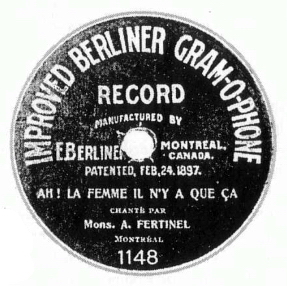 IMPROVED BERLINER GRAM-O-PHONE
RECORD
MANUFACTURED BY
E. BERLINER MONTREAL, CANADA.
PATENTED, FEB, 24. 1897.
AH ! LA FEMME IL N'Y A QUE ÇA
CHANTÉ PAR
Mons. A. FERTINEL
MONTRÉAL
1148